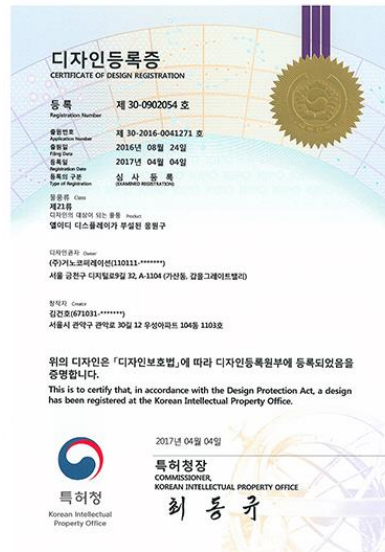 디자인등록증
CERTIFICATE OF DESIGN REGISTRATION
등 록 제 30-0902054 호
Registration Number
출원번호 제 30-2016-0041271 호
Application Number
출원일 2016년 08월 24일
Filing Date
등록일 2017년 04월 04일
Registration Date
등록의 구분 심 사 등 록
Type of Registration (EXAMINED REGISTRATION)
물품류 Class
제21류
디자인의 대상이 되는 물품 Product
엘이디 디스플레이가 부설된 응원구
디자인권자 Owner
(주)거노코퍼레이션(110111-*******)
서울 금천구 디지털로9길 32, A-1104 (가산동, 갑을그레이트밸리)
창작자 Creator
김건호(671031-*******)
서울시 관악구 관악로 30길 12 우성아파트 104동 1103호
위의 디자인은 「디자인보호법」에 따라 디자인등록원부에 등록되었음을
증명합니다.
This is to certify that, in accordance with the Design Protection Act, a design
has been registered at the Korean Intellectual Property Office.
2017년 04월 04일
특허청장
COMMISSIONER,
KOREAN INTELLECTUAL PROPERTY OFFICE
최 동 규
특허청
Korean Intellectual
Property Office